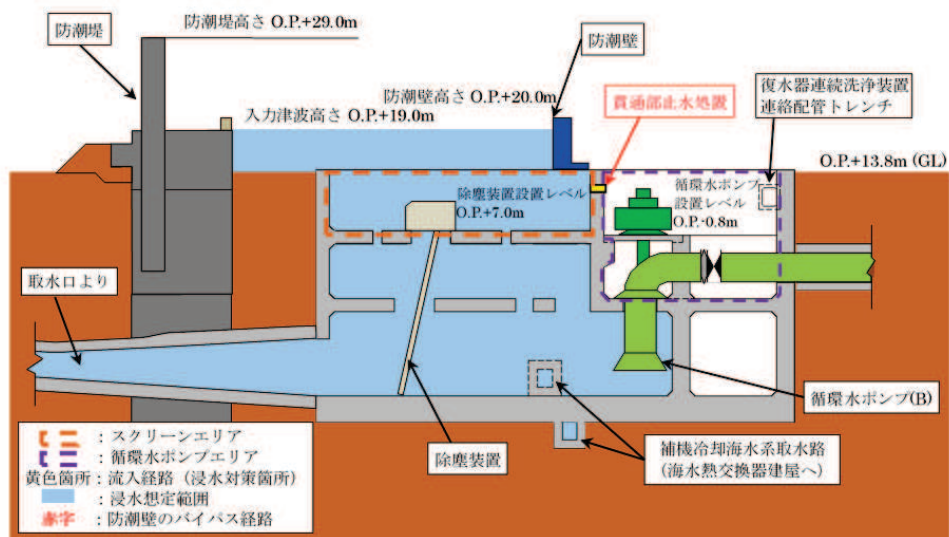 防潮堤
防潮堤高さ O.P.+29.0m
防潮壁
防潮壁高さ O.P.+20.0m
入力津波高さ O.P.+19.0m
貫通部止水処置
復水器連続洗浄装置
連絡配管トレンチ
O.P.+13.8m (GL)
除塵装置設置レベル
O.P.+7.0m
循環水ポンプ
設置レベル
O.P.-0.8m
取水口より
循環水ポンプ(B)
除塵装置
補機冷却海水系取水路
(海水熱交換器建屋へ)
：スクリーンエリア
：循環水ポンプエリア
黄色箇所：流入経路（浸水対策箇所）
：浸水想定範囲
赤字：防潮壁のバイパス経路